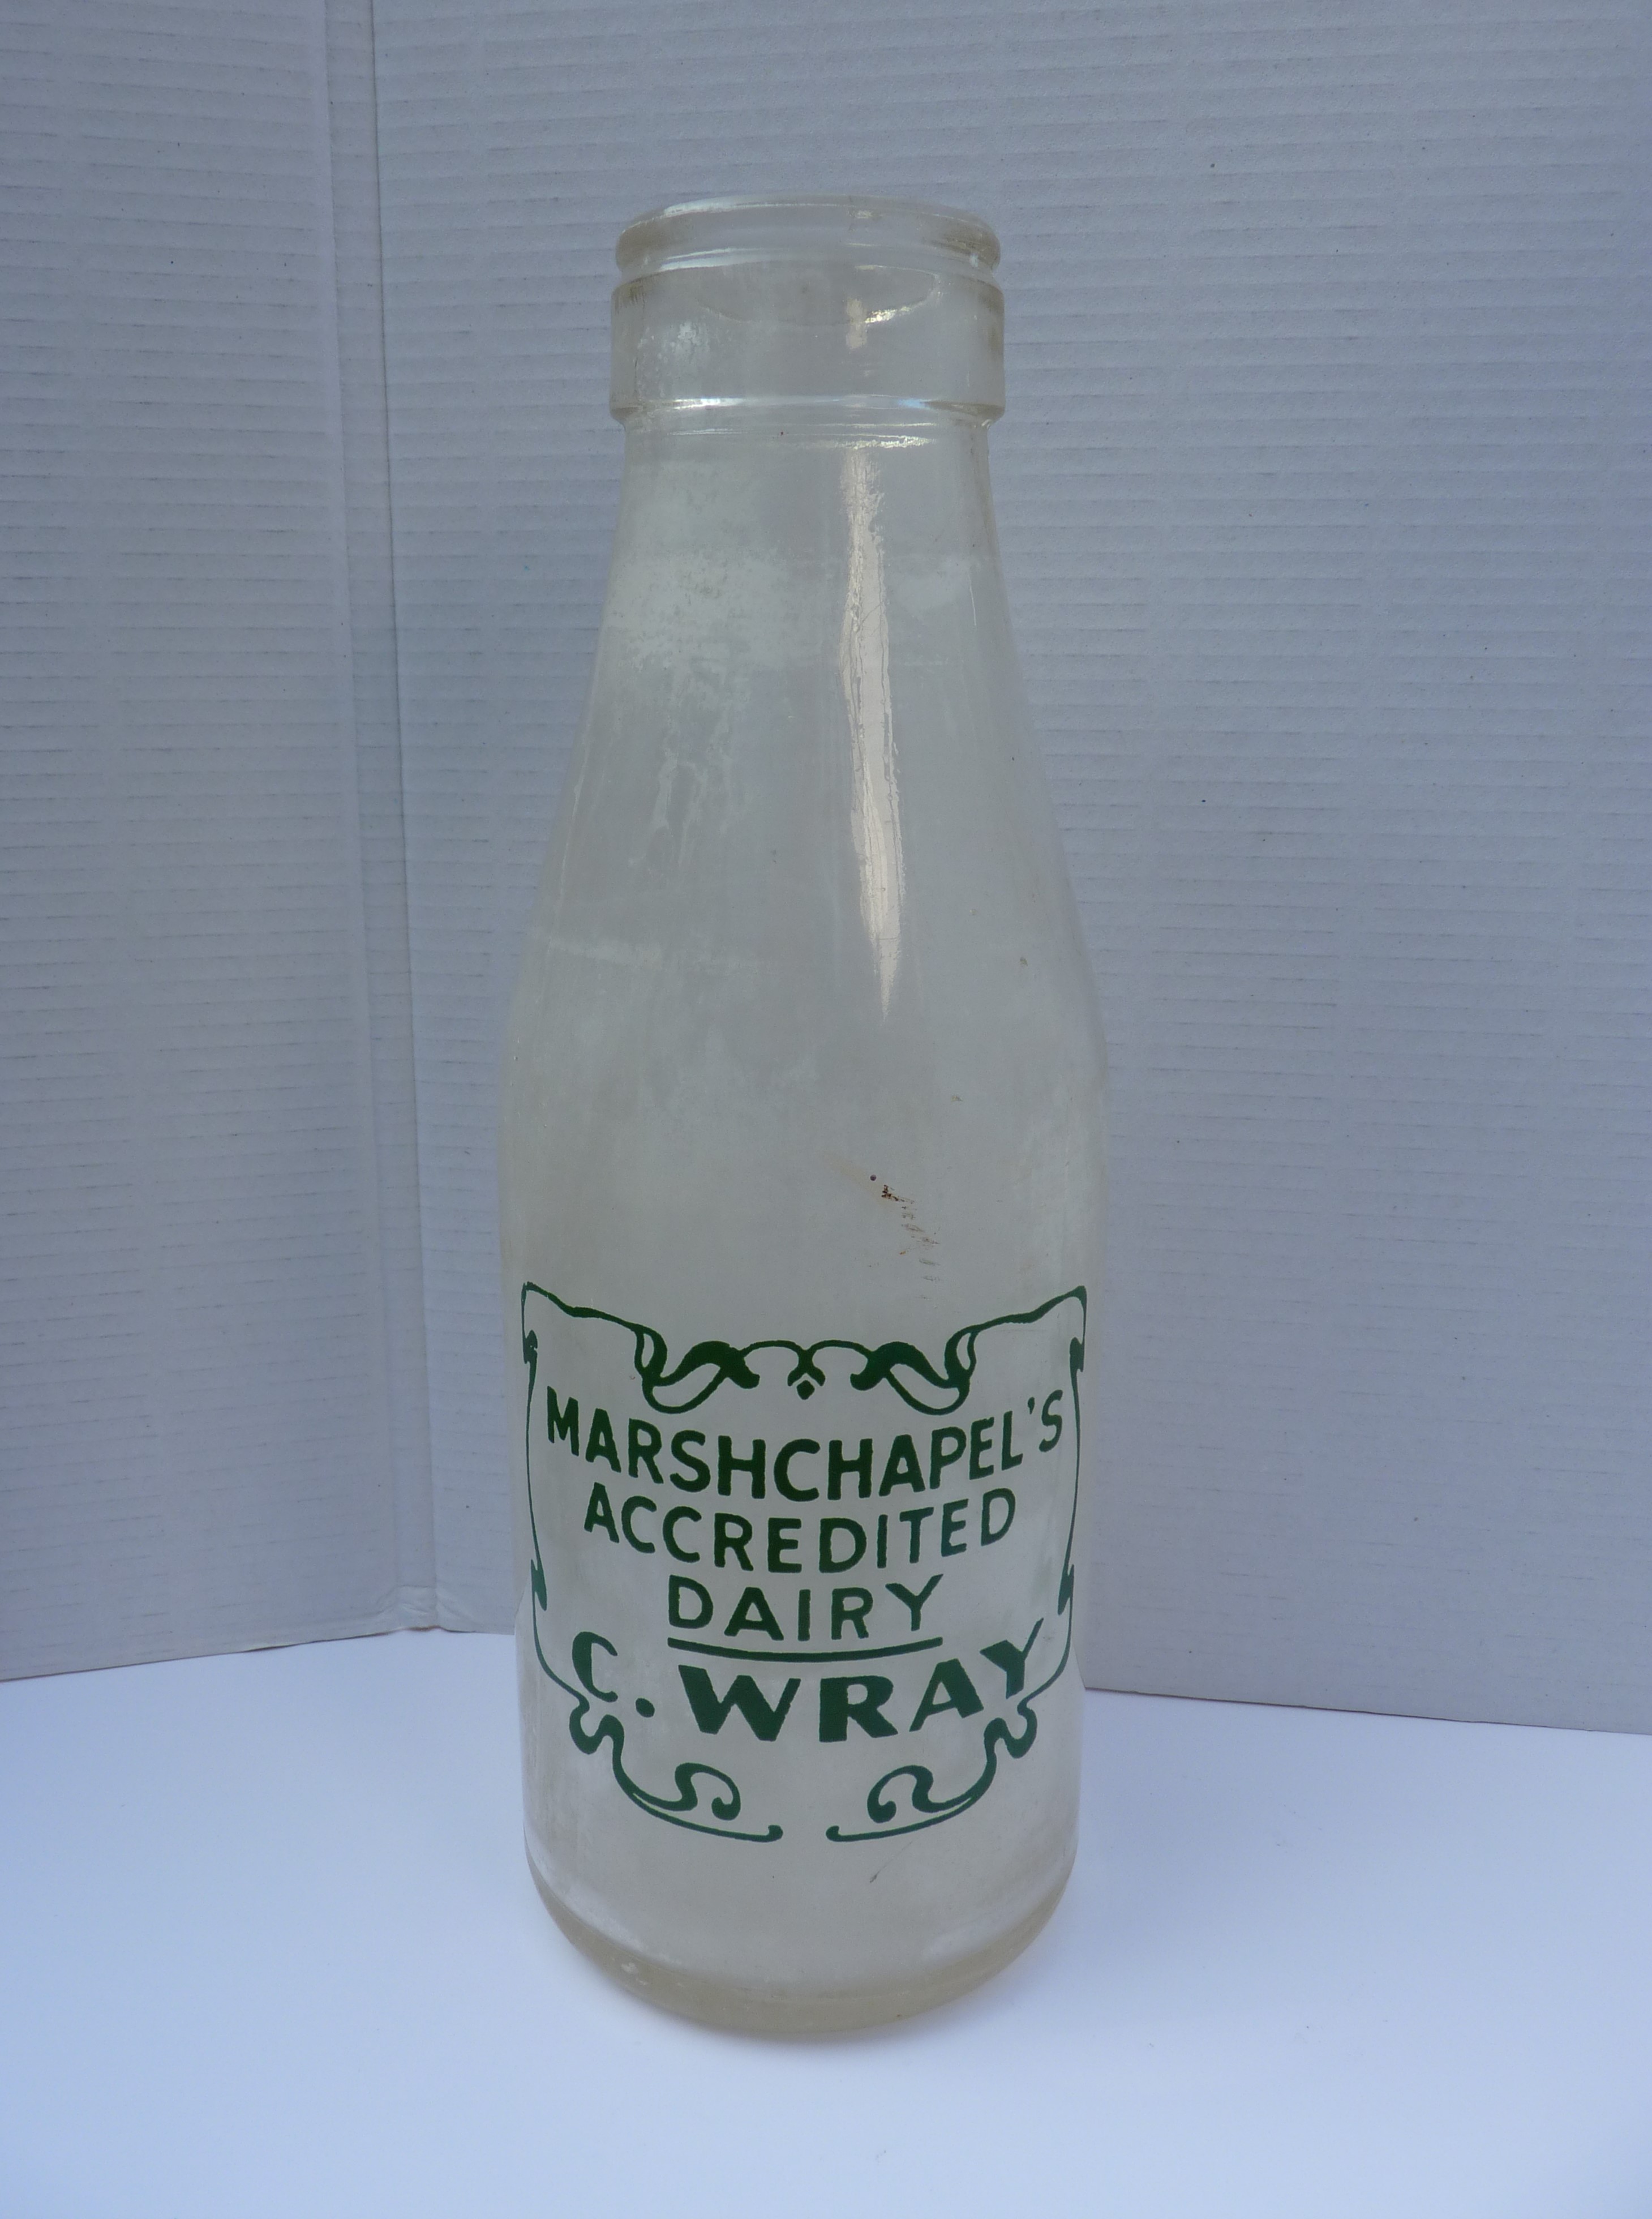 MARSHCHAPEL'S
ACCREDITED
DAIRY
C. WRAY